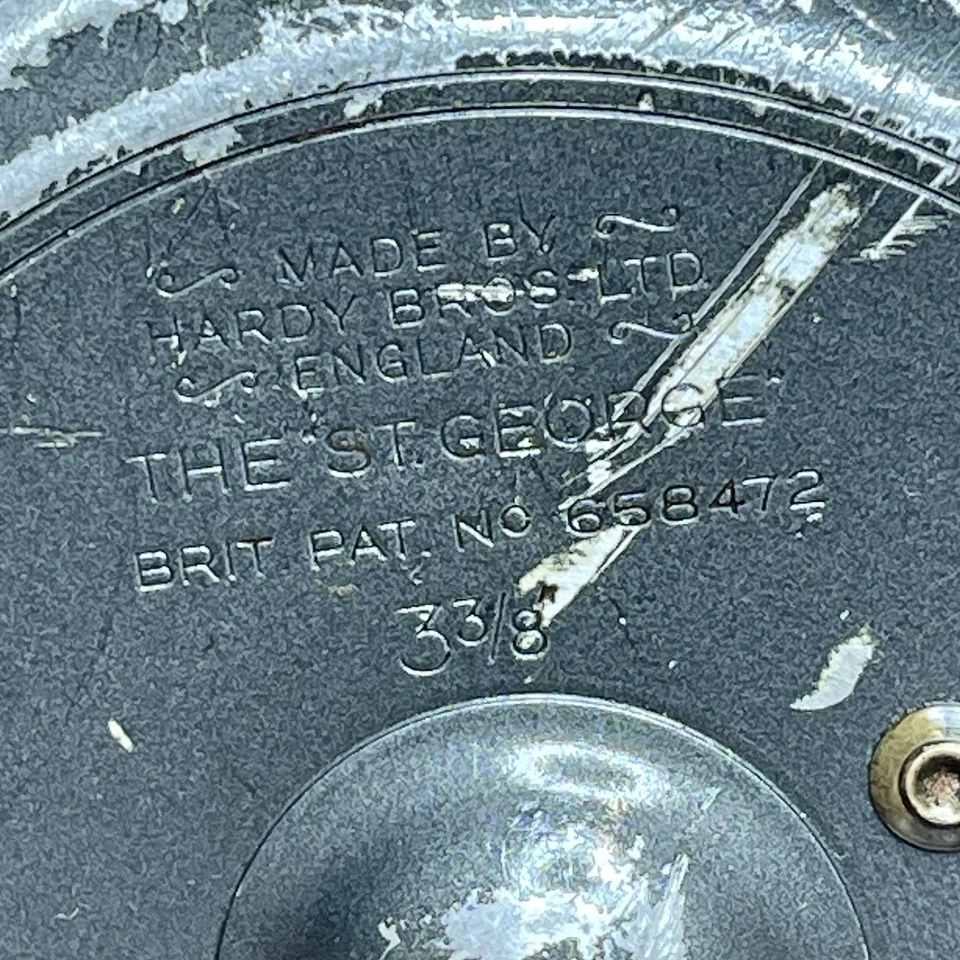 MADE BY
HARDY BROS. LTD
ENGLAND
THE "ST. GEORGE"
BRIT. PAT. Nº 658472
3 3/8"